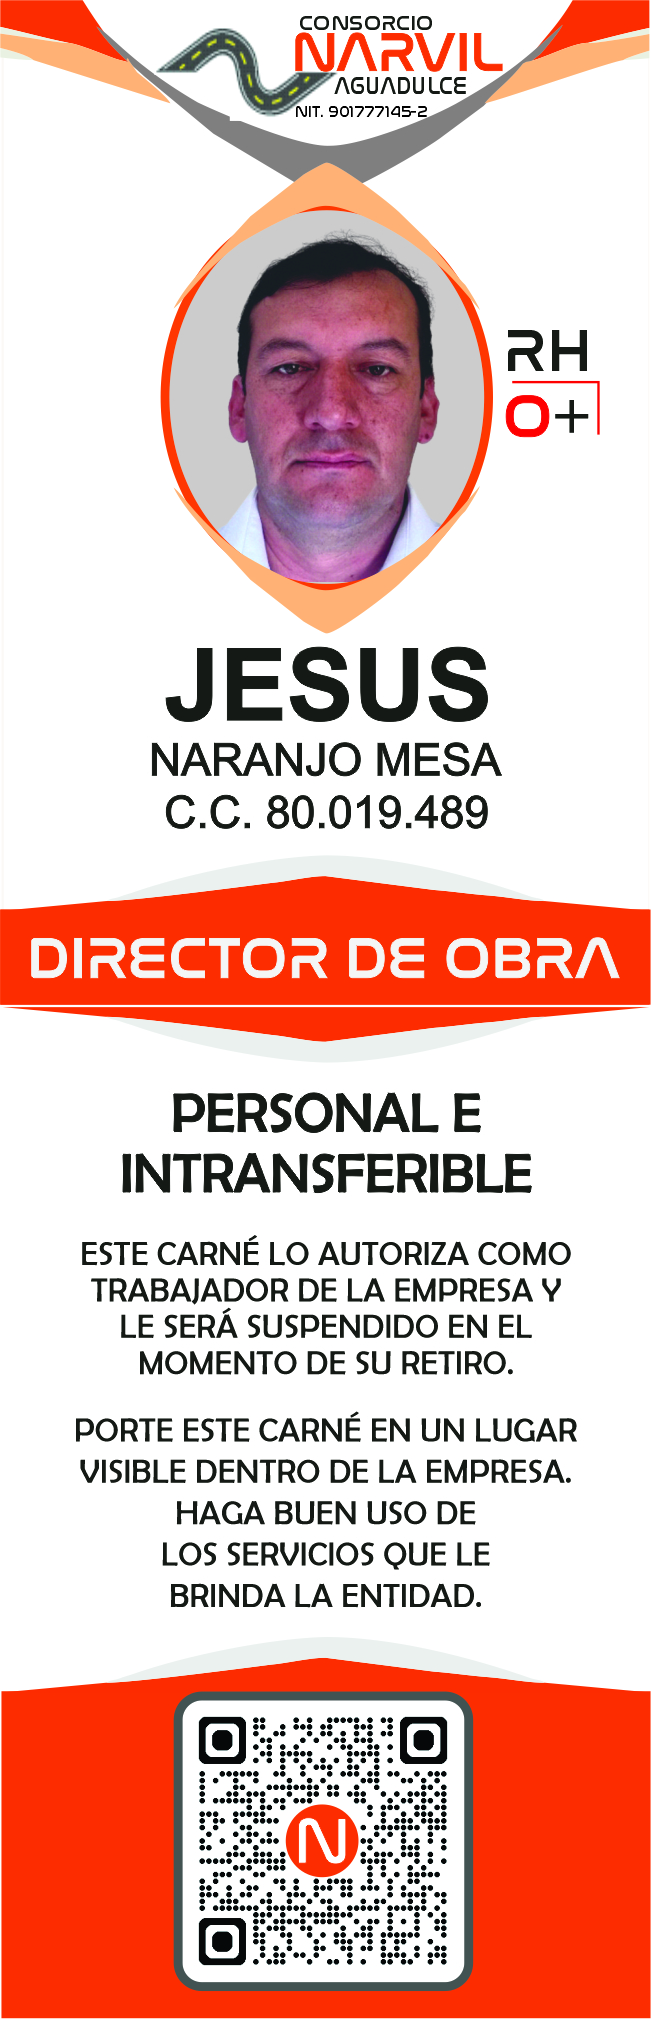 CONSORCIO
NARVIL
AGUADULCE
NIT. 901777145-2
RH
O+
JESUS
NARANJO MESA
C.C. 80.019.489
DIRECTOR DE OBRA
PERSONAL E
INTRANSFERIBLE
ESTE CARNÉ LO AUTORIZA COMO
TRABAJADOR DE LA EMPRESA Y
LE SERÁ SUSPENDIDO EN EL
MOMENTO DE SU RETIRO.
PORTE ESTE CARNÉ EN UN LUGAR
VISIBLE DENTRO DE LA EMPRESA.
HAGA BUEN USO DE
LOS SERVICIOS QUE LE
BRINDA LA ENTIDAD.
N